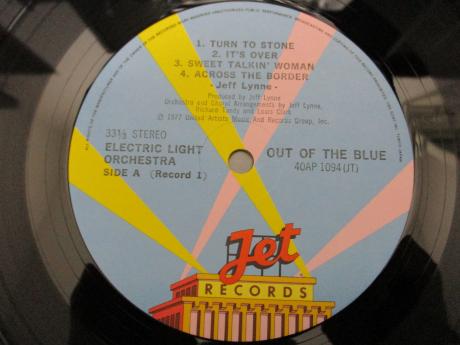 1. TURN TO STONE
2. IT'S OVER
3. SWEET TALKIN' WOMAN
4. ACROSS THE BORDER
- Jeff Lynne -
Produced by Jeff Lynne
Orchestra and Choral Arrangements by Jeff Lynne,
Richard Tandy and Louis Clark
℗ 1977 United Artists Music And Records Group, Inc.
33⅓ STEREO
ELECTRIC LIGHT
ORCHESTRA
SIDE A (Record 1)
OUT OF THE BLUE
40AP 1094(JT)
Jet
RECORDS